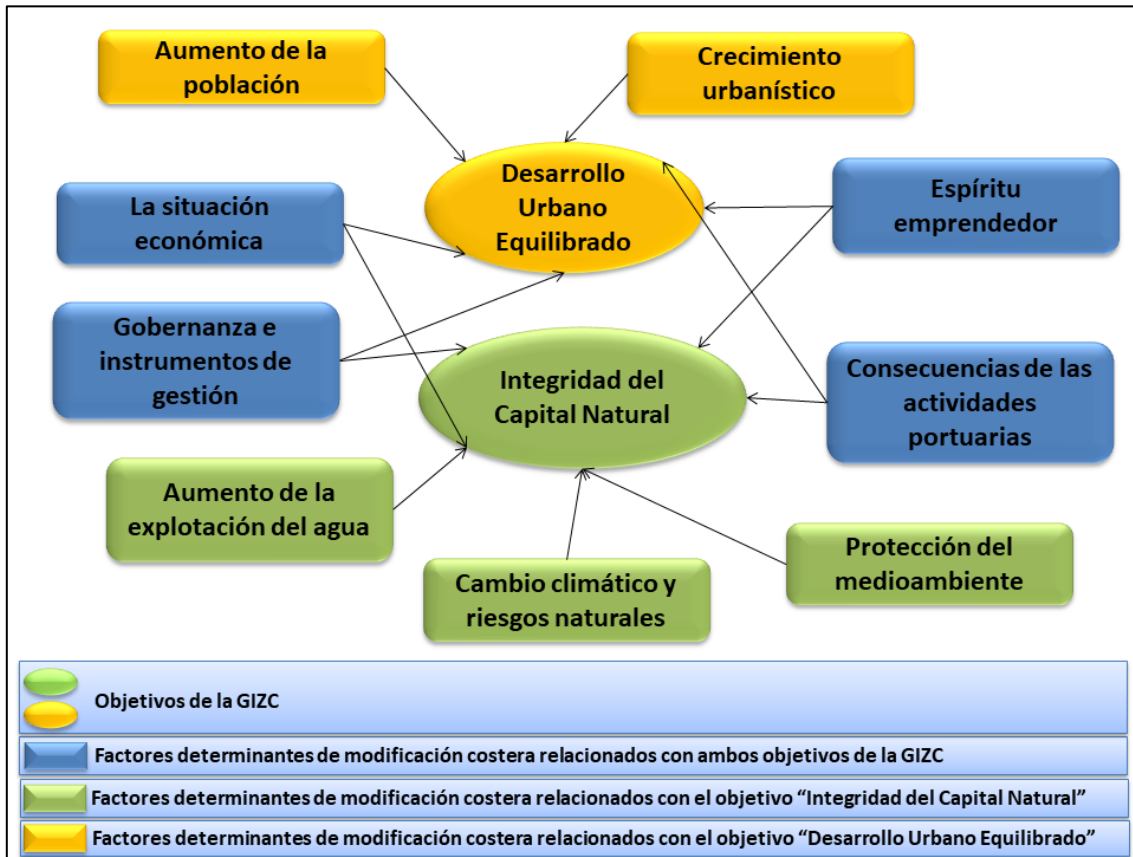 Aumento de la
población
Crecimiento
urbanístico
Desarrollo
Urbano
Equilibrado
La situación
económica
Espíritu
emprendedor
Gobernanza e
instrumentos de
gestión
Integridad del
Capital Natural
Consecuencias de las
actividades
portuarias
Aumento de la
explotación del agua
Cambio climático y
riesgos naturales
Protección del
medioambiente
Objetivos de la GIZC
Factores determinantes de modificación costera relacionados con ambos objetivos de la GIZC
Factores determinantes de modificación costera relacionados con el objetivo “Integridad del Capital Natural”
Factores determinantes de modificación costera relacionados con el objetivo “Desarrollo Urbano Equilibrado”